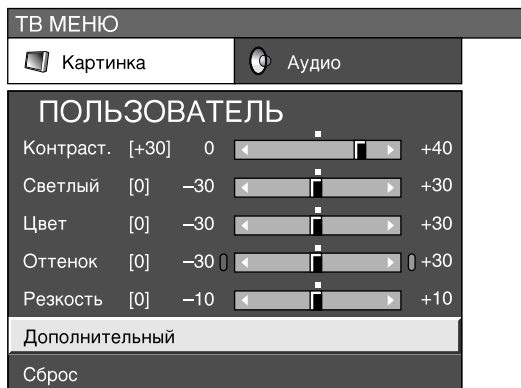 ТВ МЕНЮ
Картинка Аудио
ПОЛЬЗОВАТЕЛЬ
Контраст. [+30] 0 +40
Светлый [0] –30 +30
Цвет [0] –30 +30
Оттенок [0] –30 +30
Резкость [0] –10 +10
Дополнительный
Сброс